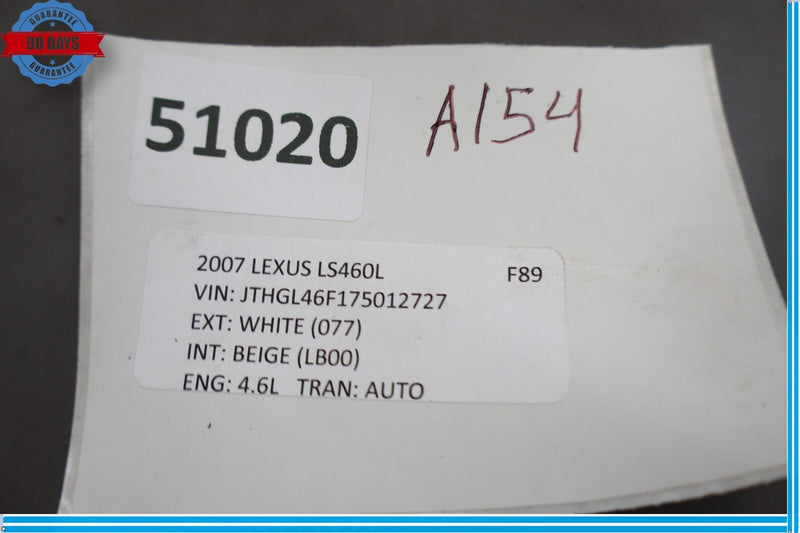 GUARANTEE
90 DAYS
GUARANTEE
51020
A154
2007 LEXUS LS460L F89
VIN: JTHGL46F175012727
EXT: WHITE (077)
INT: BEIGE (LB00)
ENG: 4.6L TRAN: AUTO